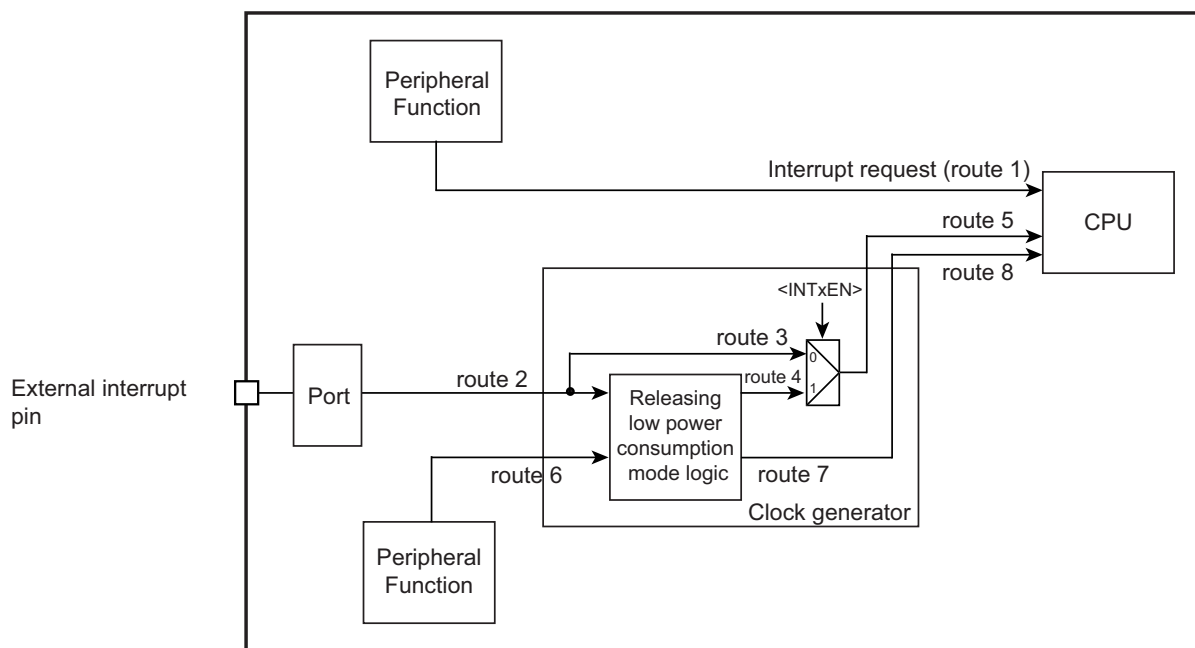 Peripheral
Function
Interrupt request (route 1)
CPU
route 5
route 8
<INTxEN>
route 3
0
External interrupt
pin
Port
route 2
route 4
1
Releasing
low power
consumption
mode logic
route 6
route 7
Clock generator
Peripheral
Function